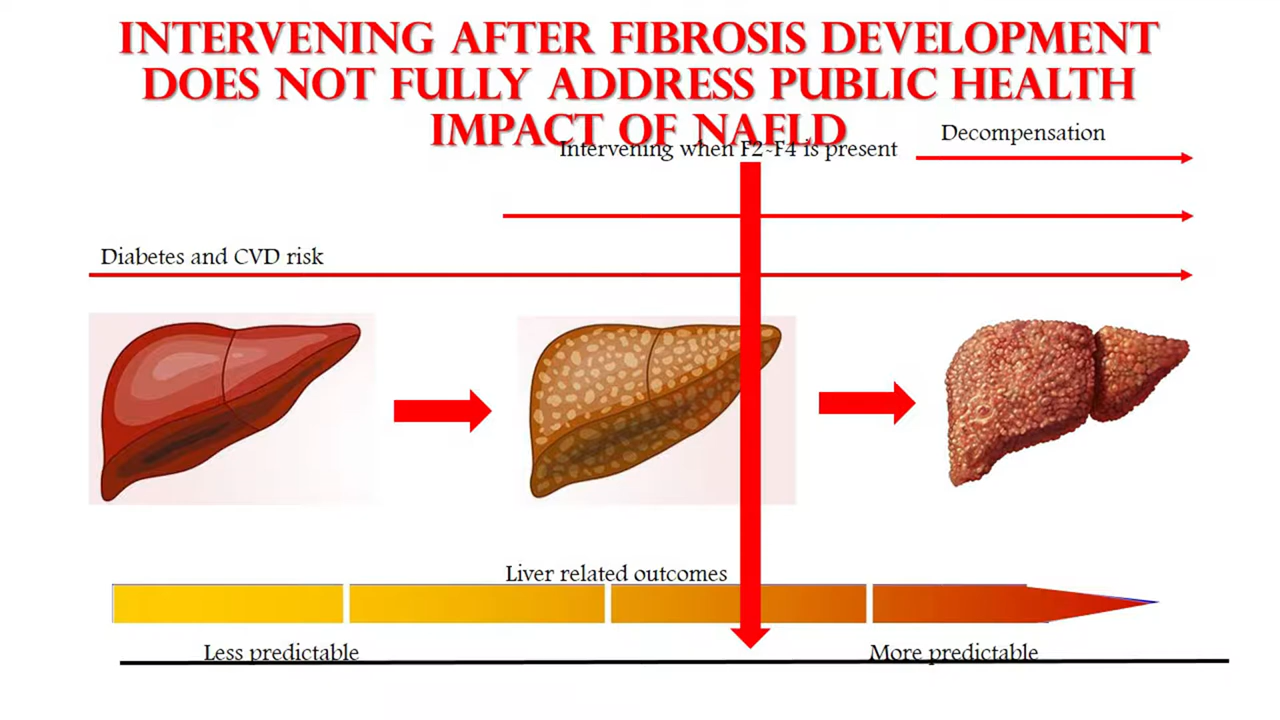 INTERVENING AFTER FIBROSIS DEVELOPMENT
DOES NOT FULLY ADDRESS PUBLIC HEALTH
IMPACT OF NAFLD
Decompensation
Intervening when F2-F4 is present
Diabetes and CVD risk
Liver related outcomes
Less predictable
More predictable